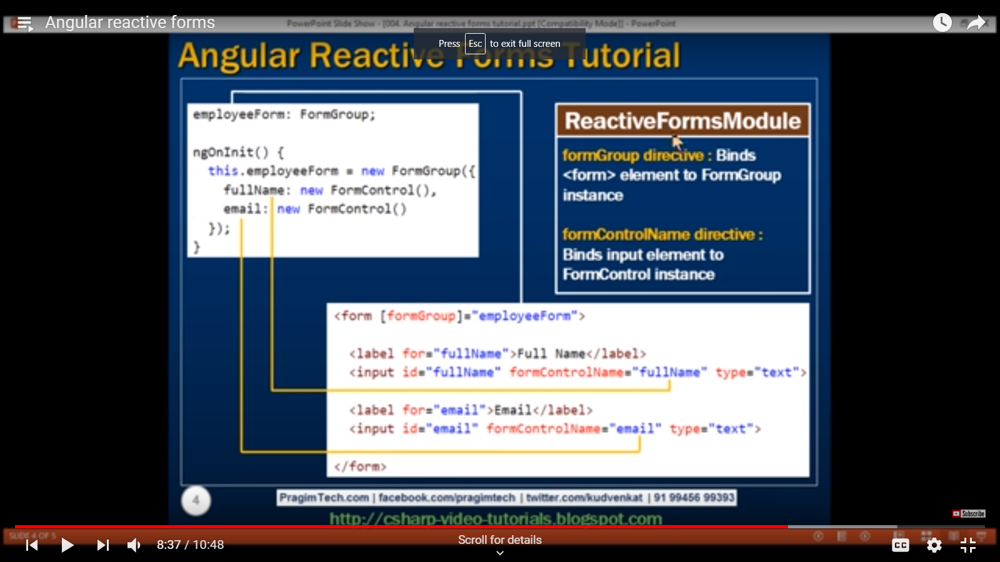 Angular reactive forms
PowerPoint Slide Show - [004. Angular reactive forms tutorial.ppt [Compatibility Mode]] - PowerPoint
Press Esc to exit full screen
Angular Reactive Forms Tutorial
employeeForm: FormGroup;
ngOnInit() {
this.employeeForm = new FormGroup({
fullName: new FormControl(),
email: new FormControl()
});
}
ReactiveFormsModule
formGroup directive : Binds
<form> element to FormGroup
instance
formControlName directive :
Binds input element to
FormControl instance
<form [formGroup]="employeeForm">
<label for="fullName">Full Name</label>
<input id="fullName" formControlName="fullName" type="text">
<label for="email">Email</label>
<input id="email" formControlName="email" type="text">
</form>
4
PragimTech.com | facebook.com/pragimtech | twitter.com/kudvenkat | 91 99456 99393
http://csharp-video-tutorials.blogspot.com
Subscribe
SLIDE 4 OF 5
8:37 / 10:48
Scroll for details
CC